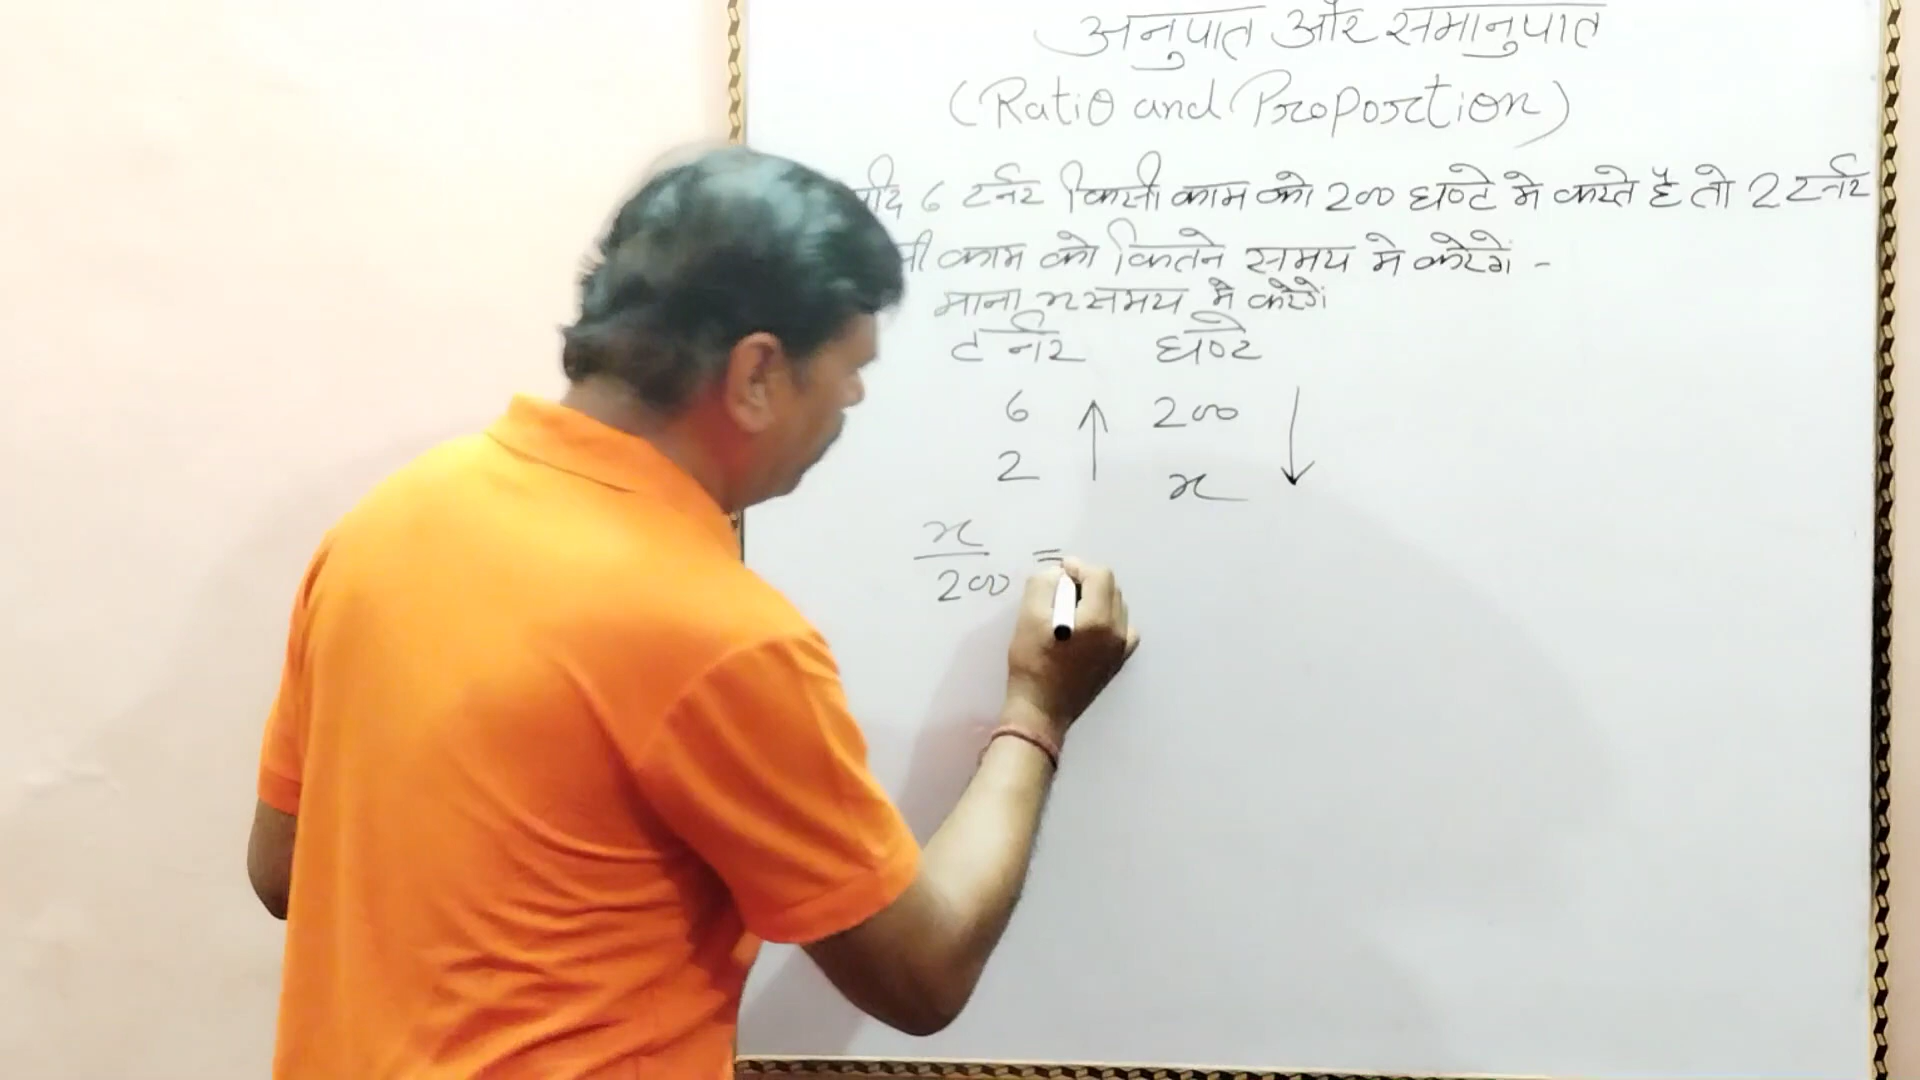 अनुपात और समानुपात
(Ratio and Proportion)
6 टर्नर किसी काम को 200 घण्टे मे करते है तो 2 टर्नर
काम को कितने समय मे करेगें -
माना x समय मे करेगें
टर्नर घण्टे
6 ↑ 200 ↓
2 x
x
200 =